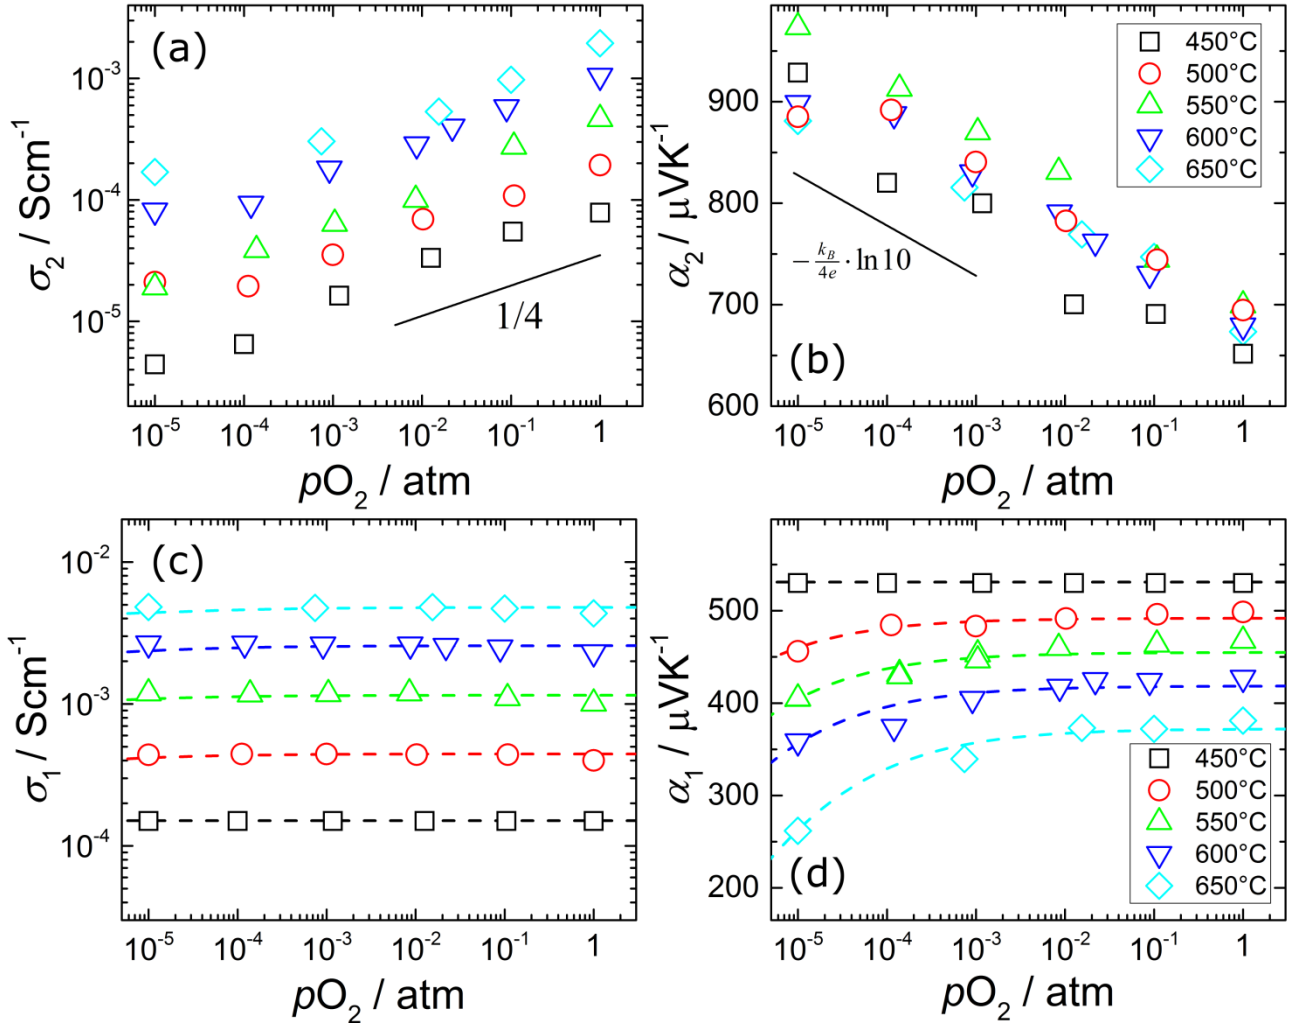 (a)
10⁻³
10⁻⁴
10⁻⁵
σ₂ / Scm⁻¹
1/4
10⁻⁵ 10⁻⁴ 10⁻³ 10⁻² 10⁻¹ 1
pO₂ / atm
(b)
900
800
700
600
α₂ / μVK⁻¹
450°C
500°C
550°C
600°C
650°C
− k_B/4e · ln10
10⁻⁵ 10⁻⁴ 10⁻³ 10⁻² 10⁻¹ 1
pO₂ / atm
(c)
10⁻²
10⁻³
10⁻⁴
σ₁ / Scm⁻¹
10⁻⁵ 10⁻⁴ 10⁻³ 10⁻² 10⁻¹ 1
pO₂ / atm
(d)
500
400
300
200
α₁ / μVK⁻¹
450°C
500°C
550°C
600°C
650°C
10⁻⁵ 10⁻⁴ 10⁻³ 10⁻² 10⁻¹ 1
pO₂ / atm